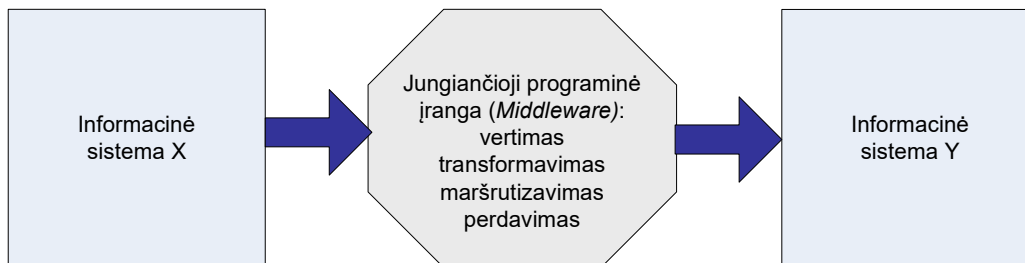 Informacinė
sistema X
Jungiančioji programinė
įranga (Middleware):
vertimas
transformavimas
maršrutizavimas
perdavimas
Informacinė
sistema Y